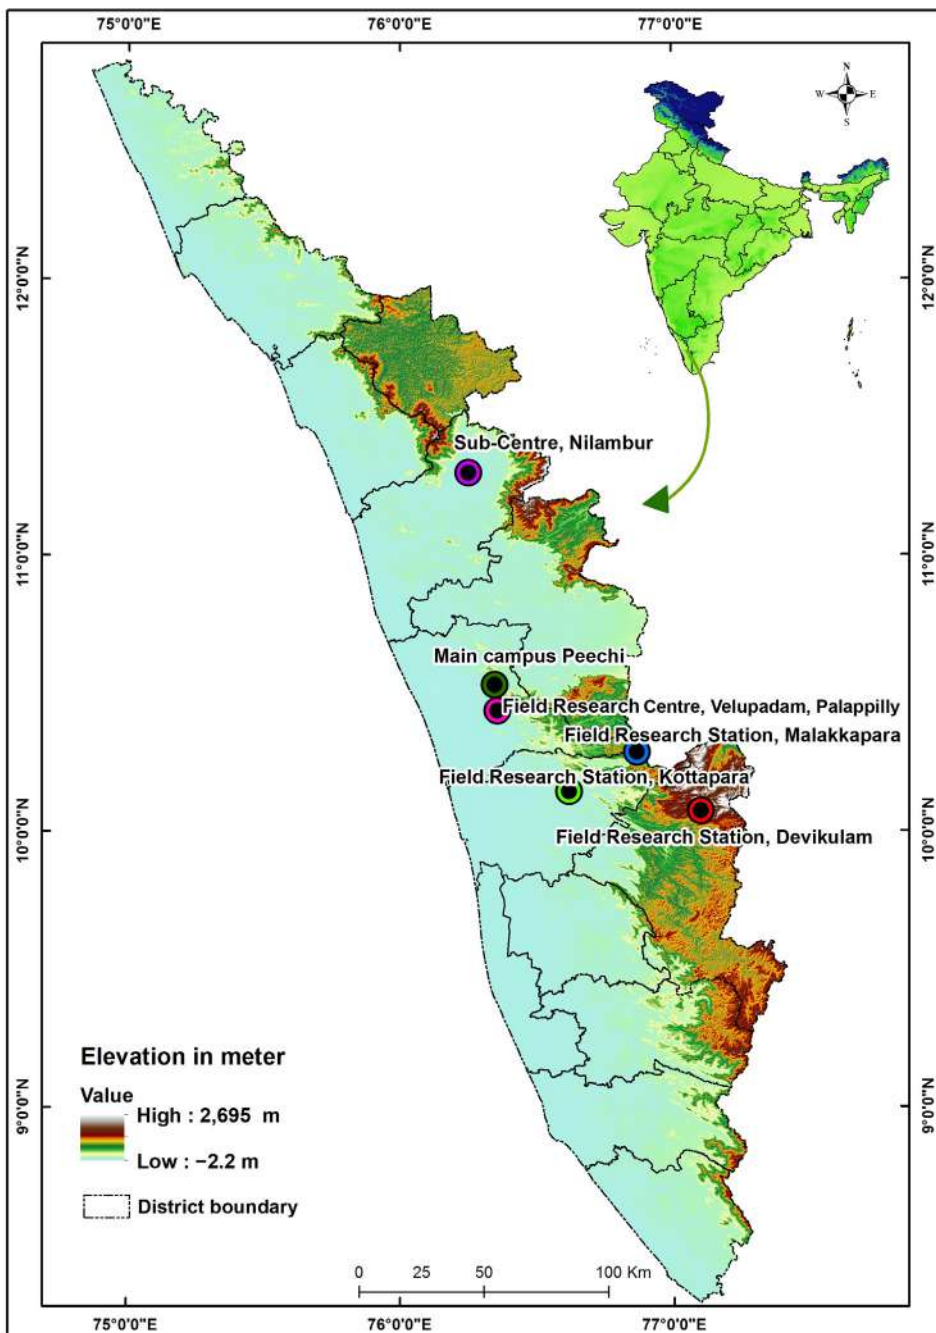 75°0'0"E 76°0'0"E 77°0'0"E
N
W E
S
12°0'0"N 12°0'0"N
Sub-Centre, Nilambur
11°0'0"N 11°0'0"N
Main campus Peechi
Field Research Centre, Velupadam, Palappilly
Field Research Station, Malakkapara
Field Research Station, Kottapara
10°0'0"N 10°0'0"N
Field Research Station, Devikulam
Elevation in meter
Value
High : 2,695 m
Low : −2.2 m
9°0'0"N 9°0'0"N
District boundary
0 25 50 100 Km
75°0'0"E 76°0'0"E 77°0'0"E